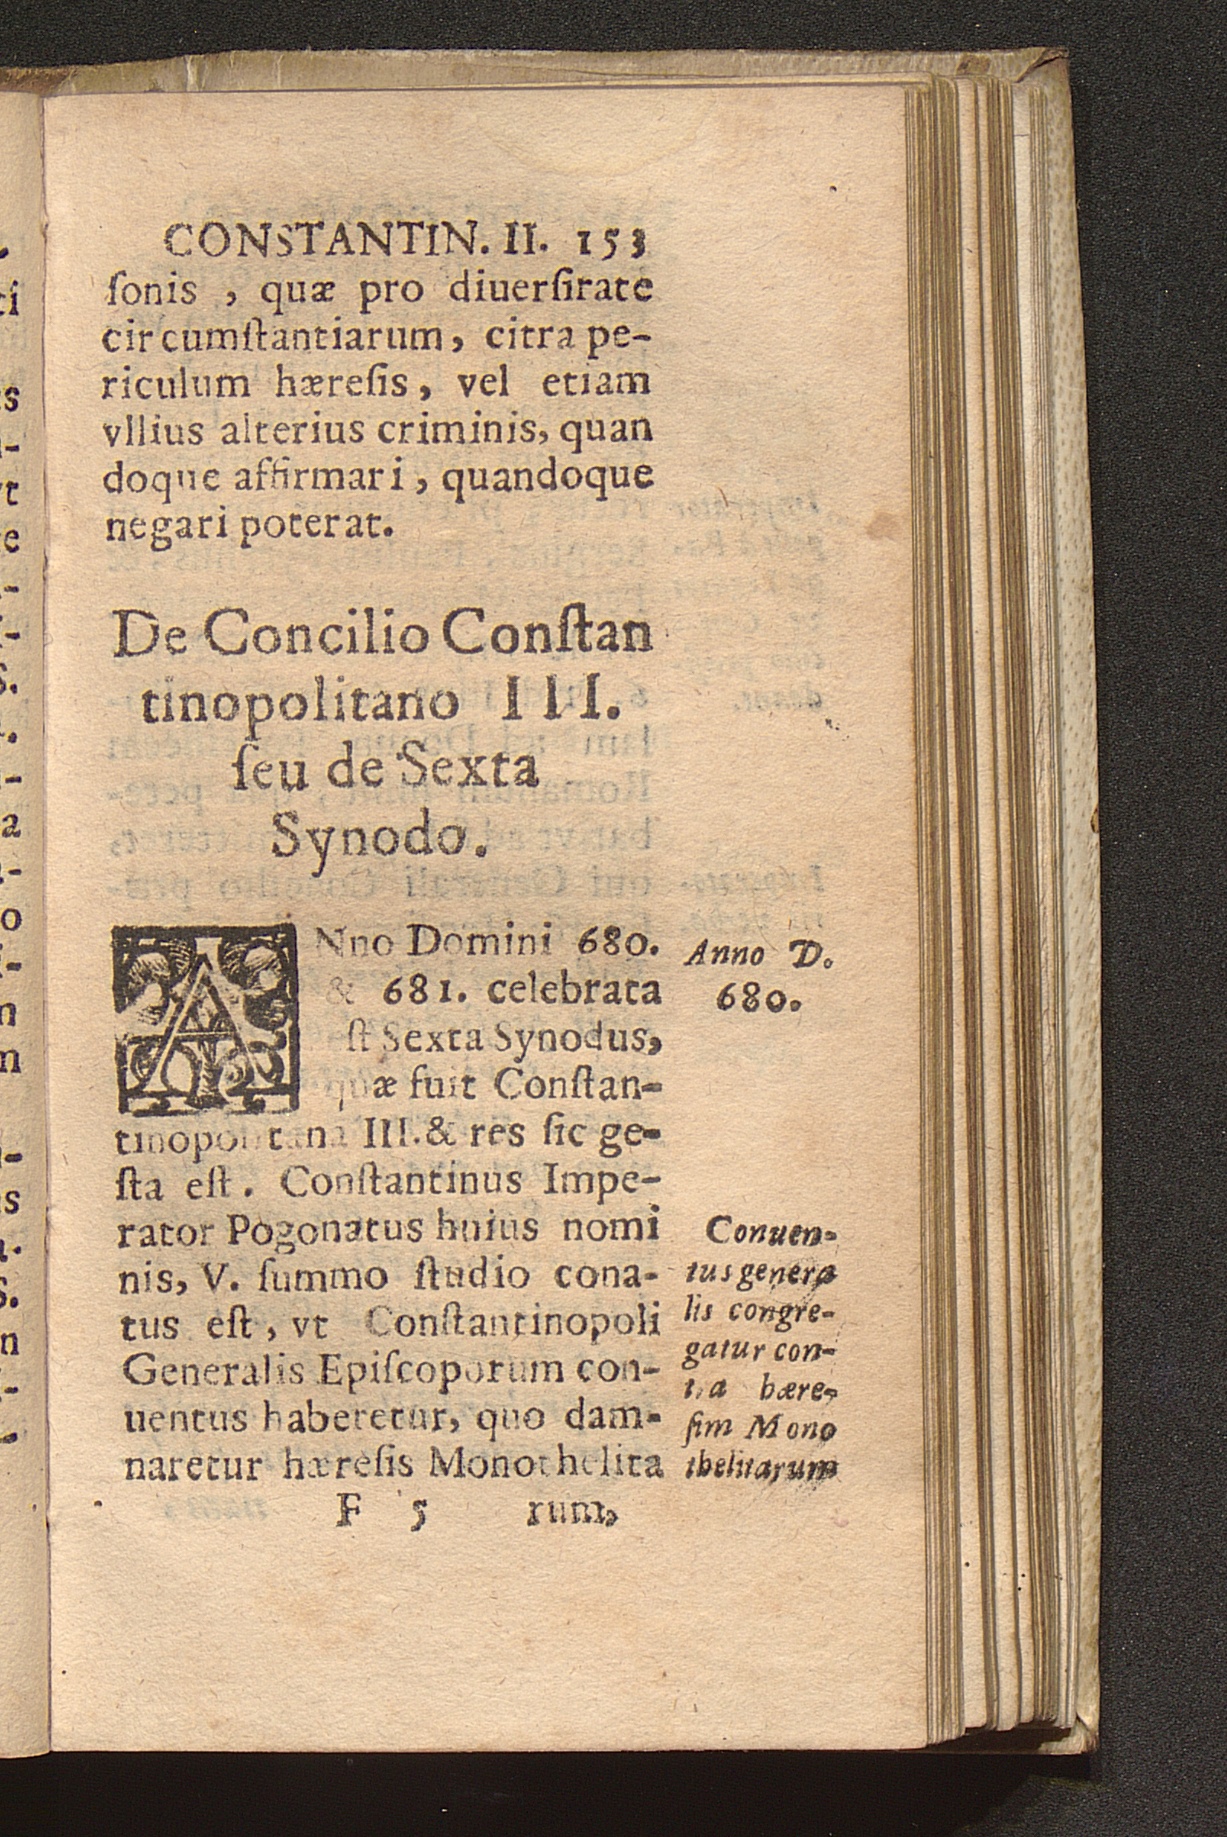 CONSTANTIN. II. 153
ſonis , quæ pro diuerſirate
circumſtantiarum, citra pe-
riculum hæreſis, vel etiam
vllius alterius criminis, quan
doque affirmari, quandoque
negari poterat.
De Concilio Conſtan
tinopolitano III.
ſeu de Sexta
Synodo.
ANno Domini 680.
& 681. celebrata
eſt Sexta Synodus,
quæ fuit Conſtan-
tinopolitana III. & res ſic ge-
ſta eſt. Conſtantinus Impe-
rator Pogonatus huius nomi
nis, V. ſummo ſtudio cona-
tus eſt, vt Conſtantinopoli
Generalis Epiſcoporum con-
uentus haberetur, quo dam-
naretur hæreſis Monothelita
F 5 rum,
Anno D.
680.
Conuen-
tus genera
lis congre-
gatur con-
tra hære-
ſim Mono
thelitarum